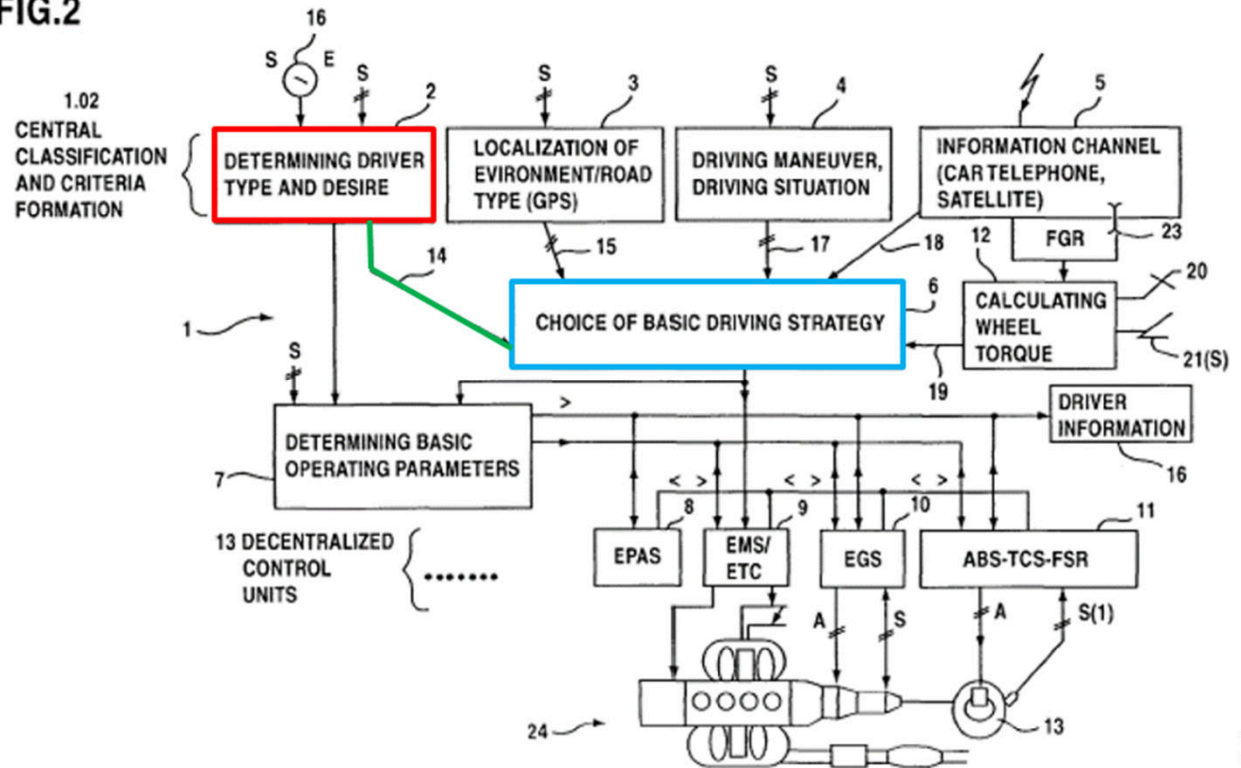 FIG.2
16
S E
S
2
S
3
S
4
5
1.02
CENTRAL
CLASSIFICATION
AND CRITERIA
FORMATION
DETERMINING DRIVER
TYPE AND DESIRE
LOCALIZATION OF
EVIRONMENT/ROAD
TYPE (GPS)
DRIVING MANEUVER,
DRIVING SITUATION
INFORMATION CHANNEL
(CAR TELEPHONE,
SATELLITE)
14
15
17
18
12
FGR
23
20
1
CHOICE OF BASIC DRIVING STRATEGY
6
CALCULATING
WHEEL
TORQUE
19
21(S)
S
>
DRIVER
INFORMATION
16
DETERMINING BASIC
OPERATING PARAMETERS
7
< >
< >
< >
8
9
10
11
13 DECENTRALIZED
CONTROL
UNITS
.......
EPAS
EMS/
ETC
EGS
ABS-TCS-FSR
A
S
A
S(1)
24
13